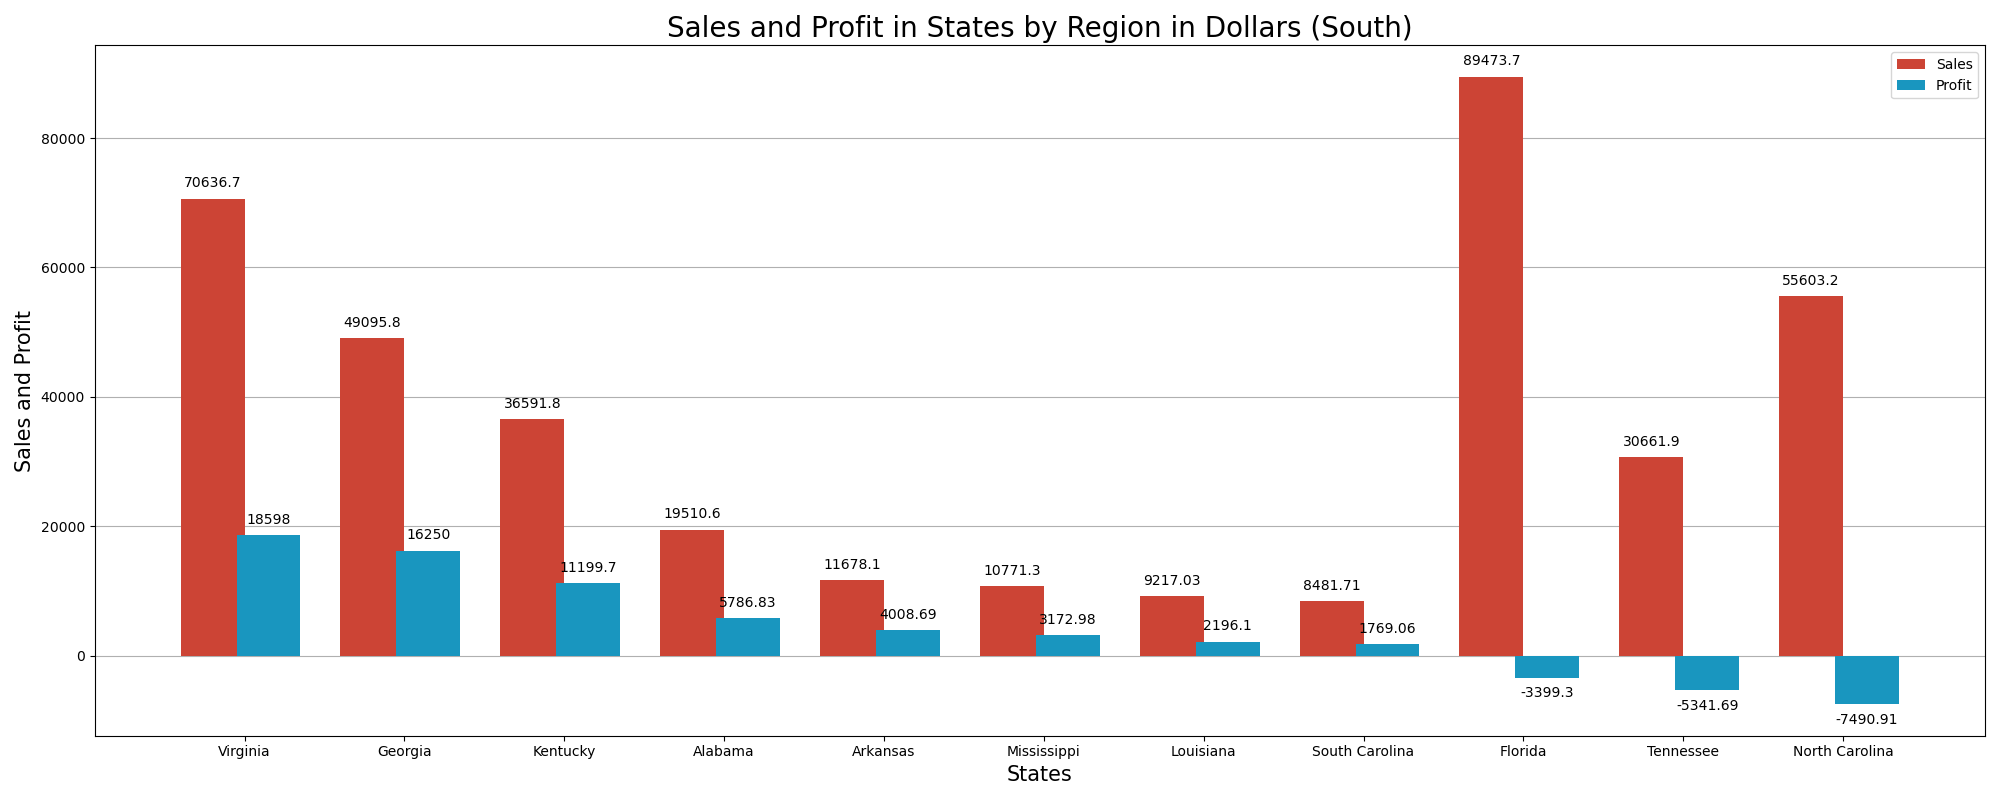 Sales and Profit in States by Region in Dollars (South)
Sales
Profit
Sales and Profit
80000
60000
40000
20000
0
70636.7
18598
49095.8
16250
36591.8
11199.7
19510.6
5786.83
11678.1
4008.69
10771.3
3172.98
9217.03
2196.1
8481.71
1769.06
89473.7
-3399.3
30661.9
-5341.69
55603.2
-7490.91
Virginia
Georgia
Kentucky
Alabama
Arkansas
Mississippi
Louisiana
South Carolina
Florida
Tennessee
North Carolina
States